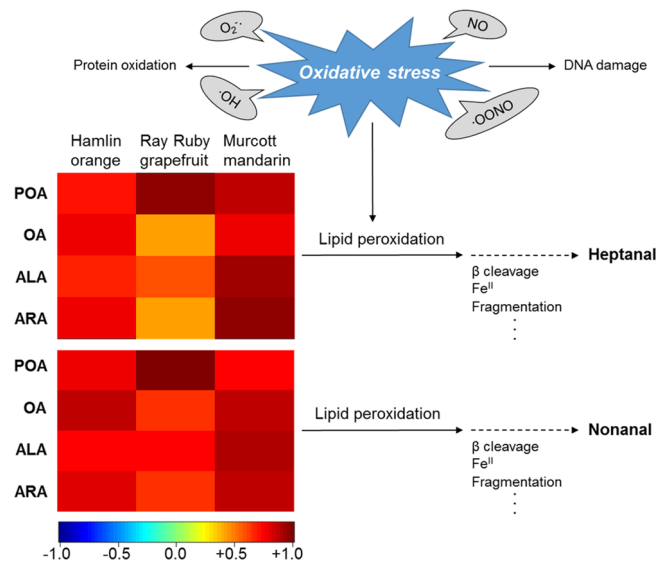 O₂⁻·
NO
Protein oxidation
Oxidative stress
DNA damage
HO·
ONOO·
Hamlin orange
Ray Ruby grapefruit
Murcott mandarin
POA
OA
ALA
ARA
Lipid peroxidation
β cleavage
Feᴵᴵ
Fragmentation
Heptanal
POA
OA
ALA
ARA
Lipid peroxidation
β cleavage
Feᴵᴵ
Fragmentation
Nonanal
-1.0 -0.5 0.0 +0.5 +1.0